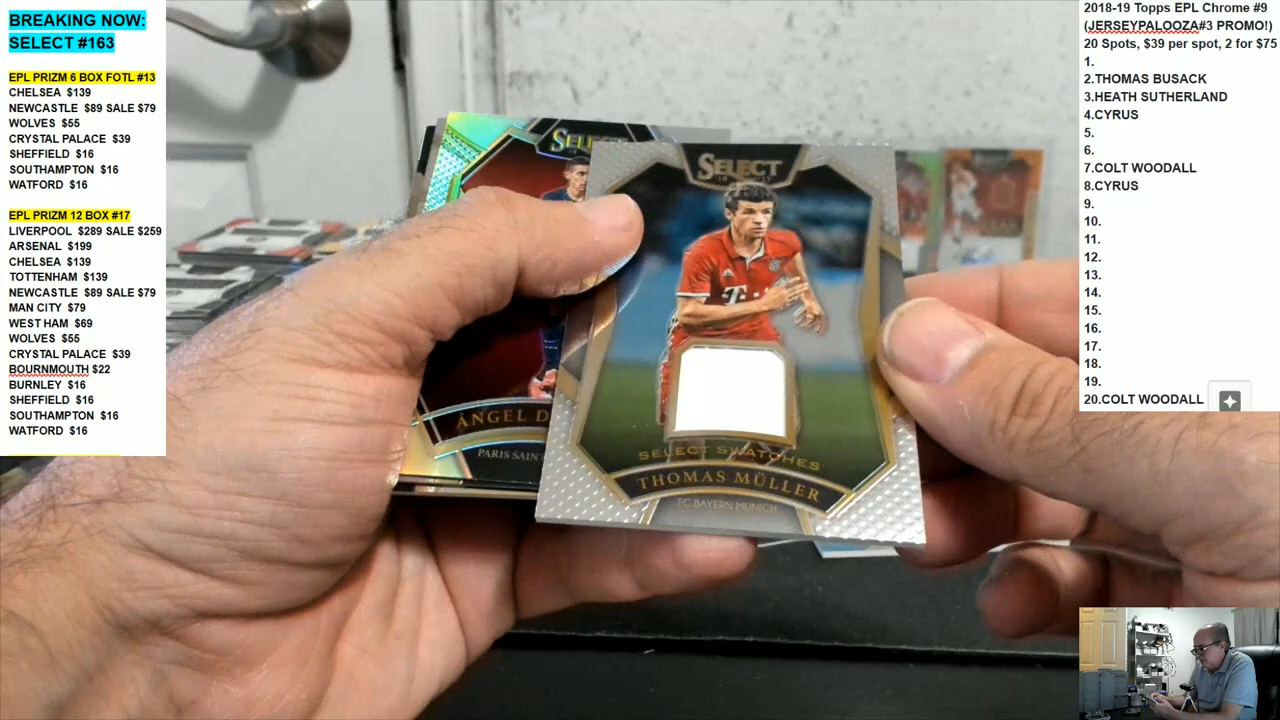 BREAKING NOW:
SELECT #163
EPL PRIZM 6 BOX FOTL #13
CHELSEA $139
NEWCASTLE $89 SALE $79
WOLVES $55
CRYSTAL PALACE $39
SHEFFIELD $16
SOUTHAMPTON $16
WATFORD $16
EPL PRIZM 12 BOX #17
LIVERPOOL $289 SALE $259
ARSENAL $199
CHELSEA $139
TOTTENHAM $139
NEWCASTLE $89 SALE $79
MAN CITY $79
WEST HAM $69
WOLVES $55
CRYSTAL PALACE $39
BOURNMOUTH $22
BURNLEY $16
SHEFFIELD $16
SOUTHAMPTON $16
WATFORD $16
SELECT
ÁNGEL D
PARIS SAIN
SELECT
SELECT SWATCHES
THOMAS MÜLLER
FC BAYERN MUNICH
2018-19 Topps EPL Chrome #9
(JERSEYPALOOZA#3 PROMO!)
20 Spots, $39 per spot, 2 for $75
1.
2.THOMAS BUSACK
3.HEATH SUTHERLAND
4.CYRUS
5.
6.
7.COLT WOODALL
8.CYRUS
9.
10.
11.
12.
13.
14.
15.
16.
17.
18.
19.
20.COLT WOODALL